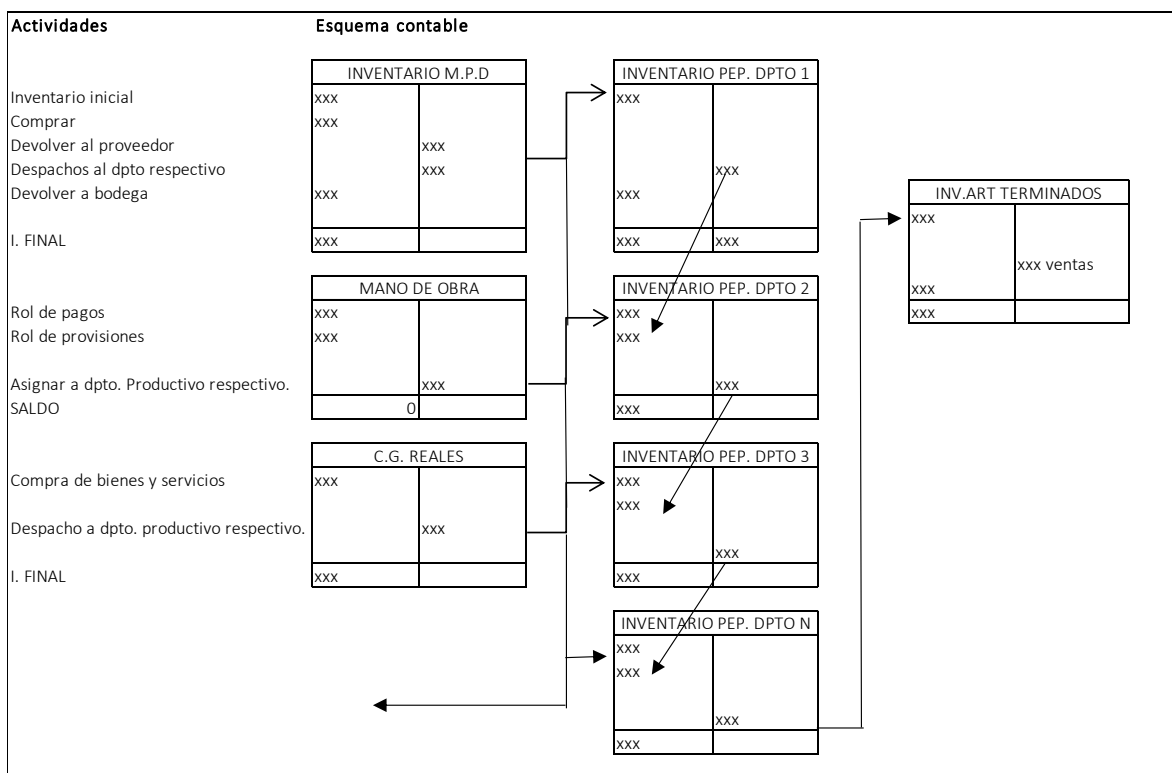 Actividades Esquema contable
INVENTARIO M.P.D INVENTARIO PEP. DPTO 1
Inventario inicial xxx xxx
Comprar xxx
Devolver al proveedor xxx
Despachos al dpto respectivo xxx xxx
Devolver a bodega xxx xxx INV.ART TERMINADOS
xxx
I. FINAL xxx xxx xxx
xxx ventas
MANO DE OBRA INVENTARIO PEP. DPTO 2 xxx
Rol de pagos xxx xxx xxx
Rol de provisiones xxx xxx
Asignar a dpto. Productivo respectivo. xxx xxx
SALDO 0 xxx
C.G. REALES INVENTARIO PEP. DPTO 3
Compra de bienes y servicios xxx xxx
xxx
Despacho a dpto. productivo respectivo. xxx
xxx
I. FINAL xxx xxx
INVENTARIO PEP. DPTO N
xxx
xxx
xxx
xxx